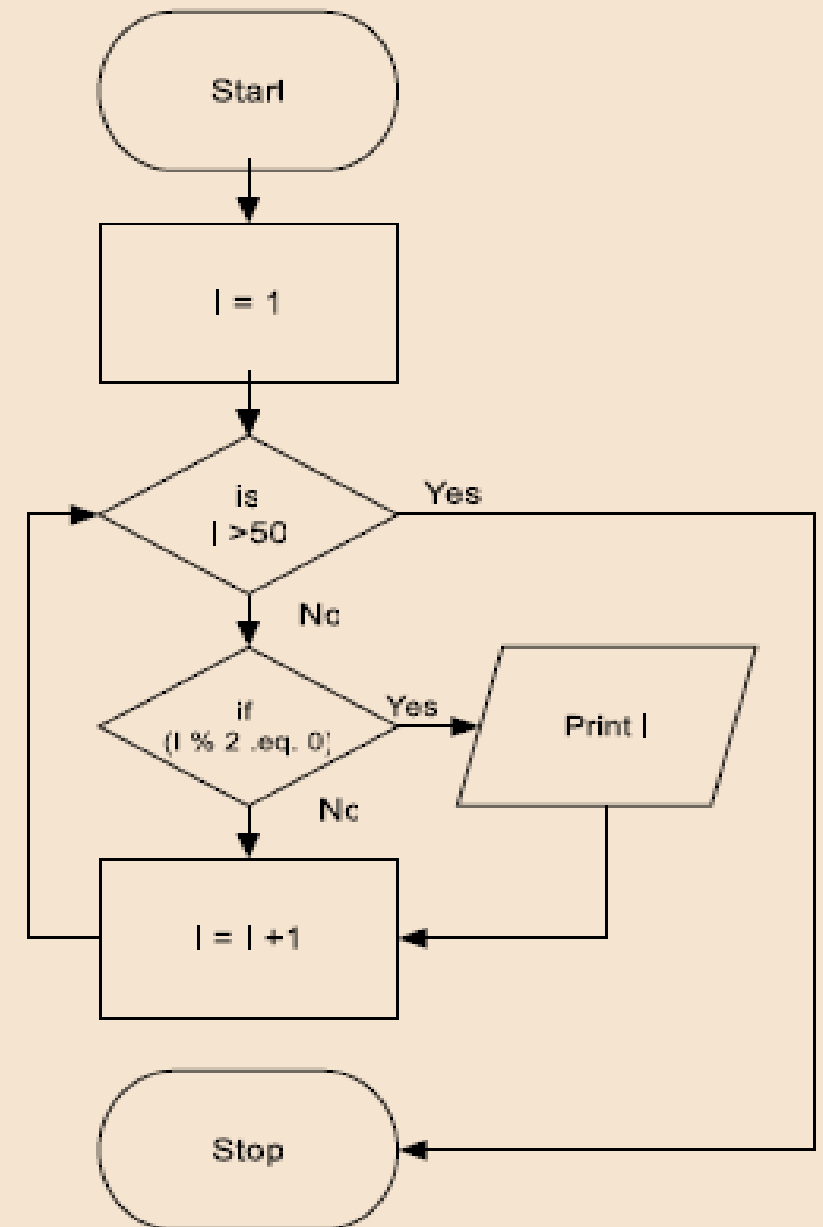 Start
I = 1
is
I >50
Yes
No
if
(I % 2 .eq. 0)
Yes
Print I
No
I = I +1
Stop